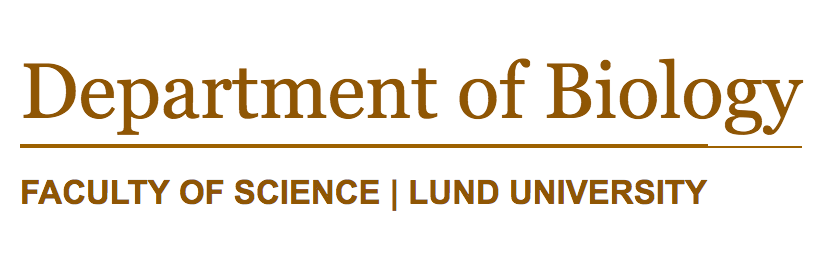 Department of Biology
FACULTY OF SCIENCE | LUND UNIVERSITY